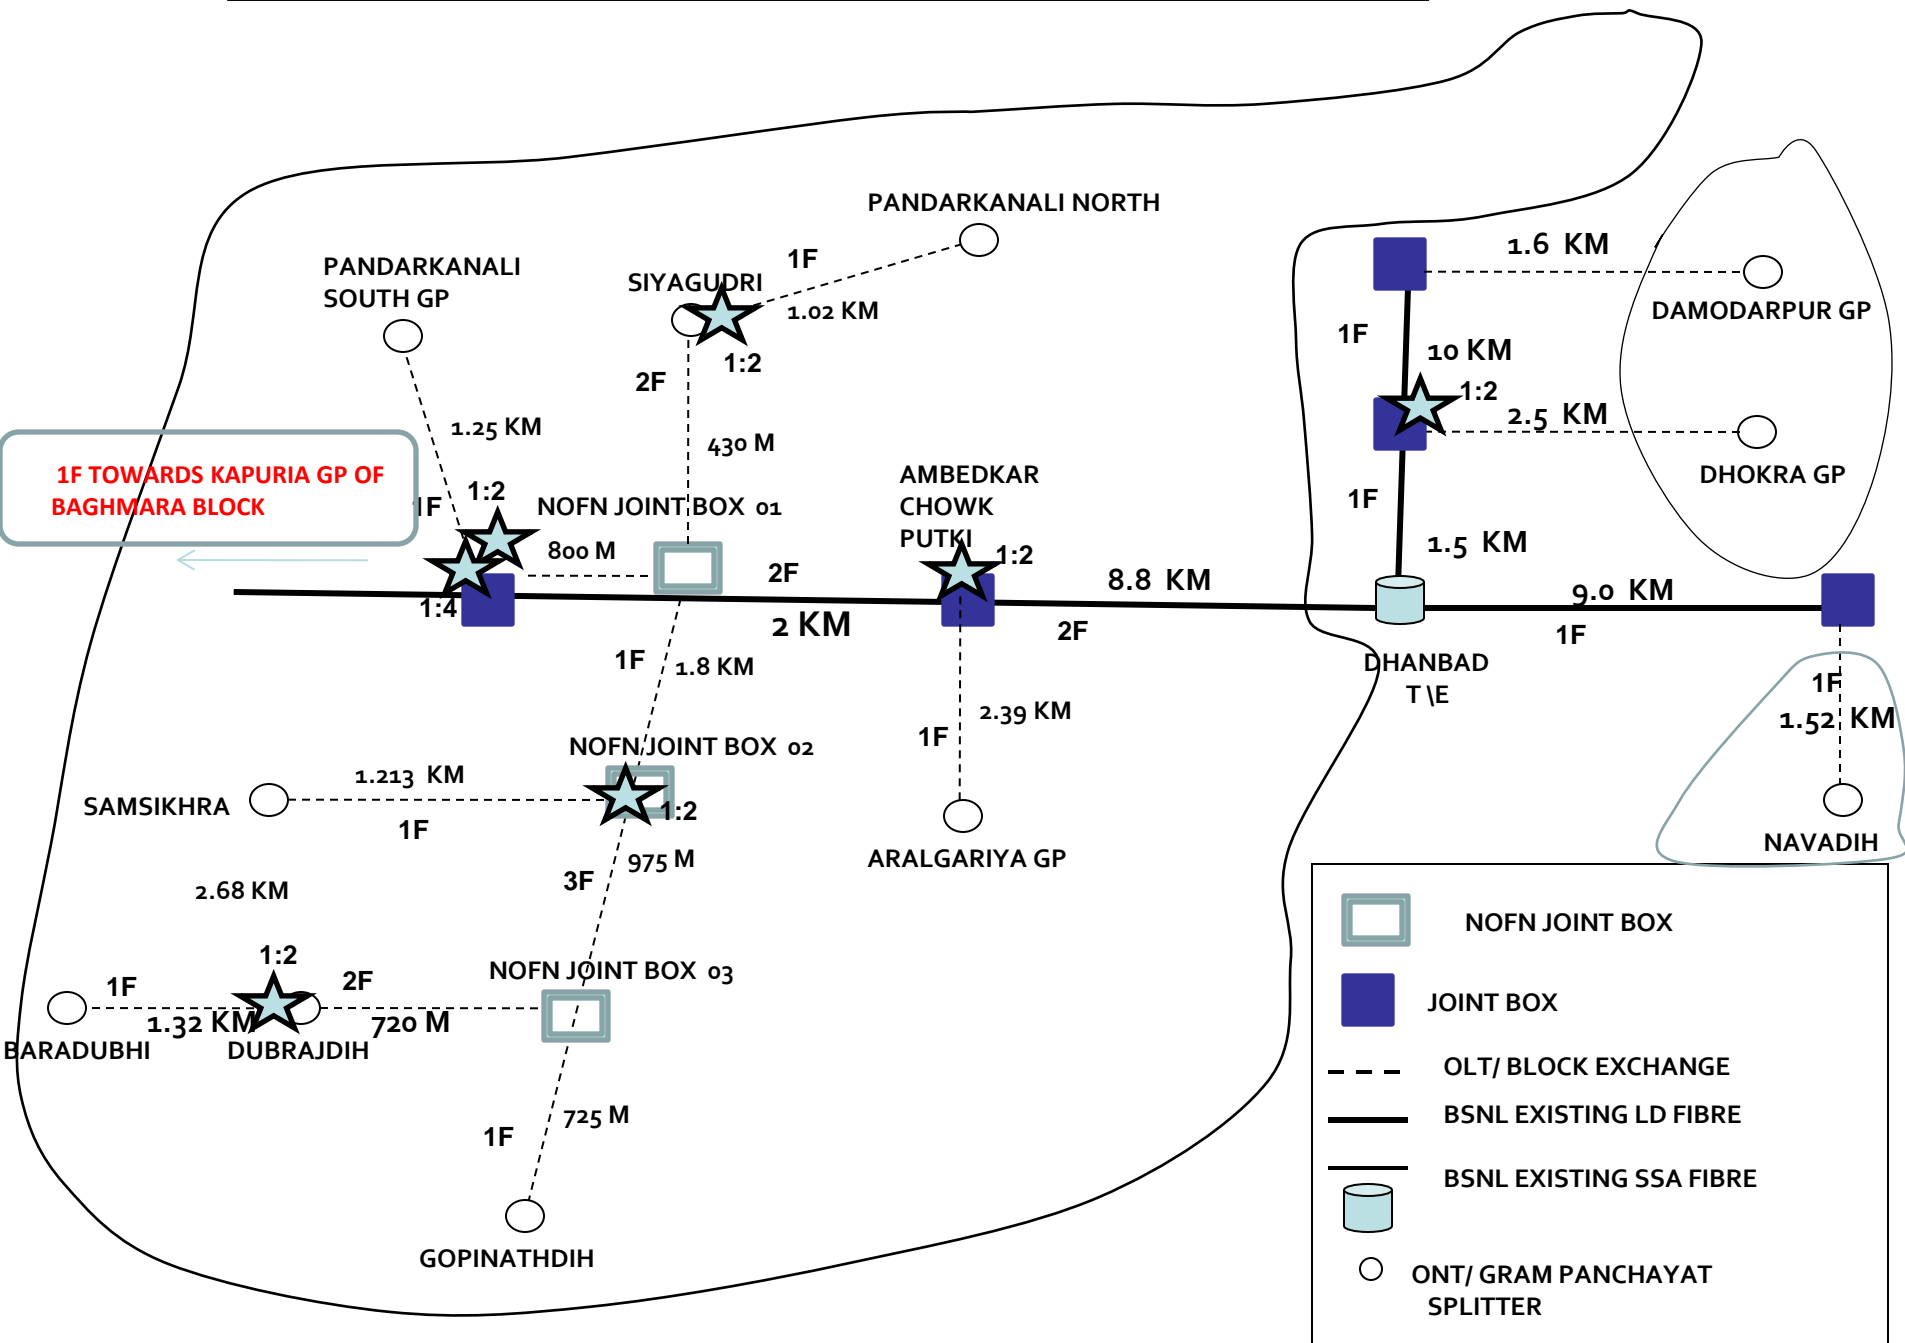 PANDARKANALI NORTH
1F
1.02 KM
PANDARKANALI
SOUTH GP
SIYAGUDRI
1:2
2F
430 M
1.25 KM
1F TOWARDS KAPURIA GP OF
BAGHMARA BLOCK
1F
1:2
NOFN JOINT BOX 01
800 M
1:4
2F
2 KM
AMBEDKAR
CHOWK
PUTKI
1:2
8.8 KM
2F
1.6 KM
DAMODARPUR GP
1F
10 KM
1:2
2.5 KM
DHOKRA GP
1F
1.5 KM
9.0 KM
1F
DHANBAD
T\E
1F
1.52 KM
NAVADIH
1F
1.8 KM
2.39 KM
1F
ARALGARIYA GP
NOFN JOINT BOX 02
1.213 KM
SAMSIKHRA
1F
1:2
975 M
3F
2.68 KM
1:2
NOFN JOINT BOX 03
1F
2F
1.32 KM
720 M
BARADUBHI
DUBRAJDIH
725 M
1F
GOPINATHDIH
NOFN JOINT BOX
JOINT BOX
OLT/ BLOCK EXCHANGE
BSNL EXISTING LD FIBRE
BSNL EXISTING SSA FIBRE
ONT/ GRAM PANCHAYAT
SPLITTER